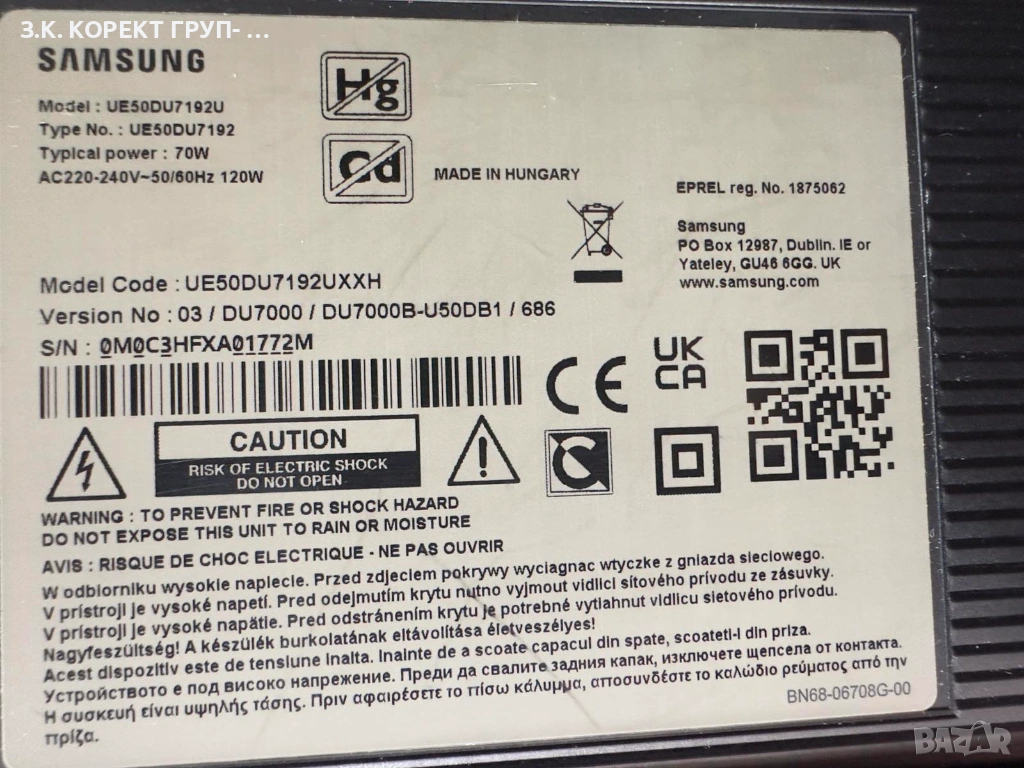 З.К. КОРЕКТ ГРУП- ...
SAMSUNG
Model : UE50DU7192U
Type No. : UE50DU7192
Typical power : 70W
AC220-240V~50/60Hz 120W
Hg
Cd
MADE IN HUNGARY
EPREL reg. No. 1875062
Samsung
PO Box 12987, Dublin. IE or
Yateley, GU46 6GG. UK
www.samsung.com
Model Code : UE50DU7192UXXH
Version No : 03 / DU7000 / DU7000B-U50DB1 / 686
S/N : 0M0C3HFXA01772M
CE
UK
CA
CAUTION
RISK OF ELECTRIC SHOCK
DO NOT OPEN
WARNING : TO PREVENT FIRE OR SHOCK HAZARD
DO NOT EXPOSE THIS UNIT TO RAIN OR MOISTURE
AVIS : RISQUE DE CHOC ELECTRIQUE - NE PAS OUVRIR
W odbiorniku wysokie napiecie. Przed zdjeciem pokrywy wyciagnac wtyczke z gniazda sieciowego.
V prístroji je vysoké napetí. Pred odejmutím krytu nutno vyjmout vidlici sítového prívodu ze zásuvky.
V prístroji je vysoké napätie. Pred odstránením krytu je potrebné vytiahnut vidlicu sietového prívodu.
Nagyfeszültség! A készülék burkolatának eltávolítása életveszélyes!
Acest dispozitiv este de tensiune inalta. Inainte de a scoate capacul din spate, scoateti-l din priza.
Устройството е под високо напрежение. Преди да свалите задния капак, изключете щепсела от контакта.
Η συσκευή είναι υψηλής τάσης. Πριν αφαιρέσετε το πίσω κάλυμμα, αποσυνδέστε το καλώδιο ρεύματος από την
πρίζα.
BN68-06708G-00
BAZAR